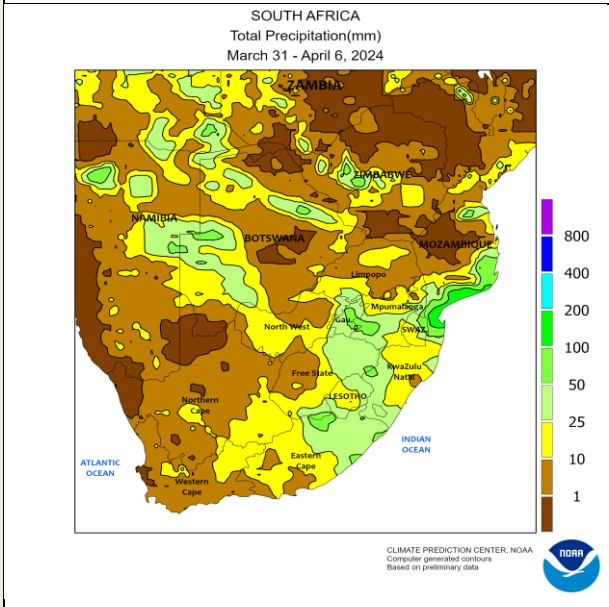 SOUTH AFRICA
Total Precipitation(mm)
March 31 - April 6, 2024
ZAMBIA
ZIMBABWE
NAMIBIA
BOTSWANA
MOZAMBIQUE
Limpopo
Mpumalanga
Gau.
North West
SWAZ.
Free State
KwaZulu
Natal
LESOTHO
Northern
Cape
Eastern
Cape
Western
Cape
ATLANTIC
OCEAN
INDIAN
OCEAN
800
400
200
100
50
25
10
1
CLIMATE PREDICTION CENTER, NOAA
Computer generated contours
Based on preliminary data
NOAA